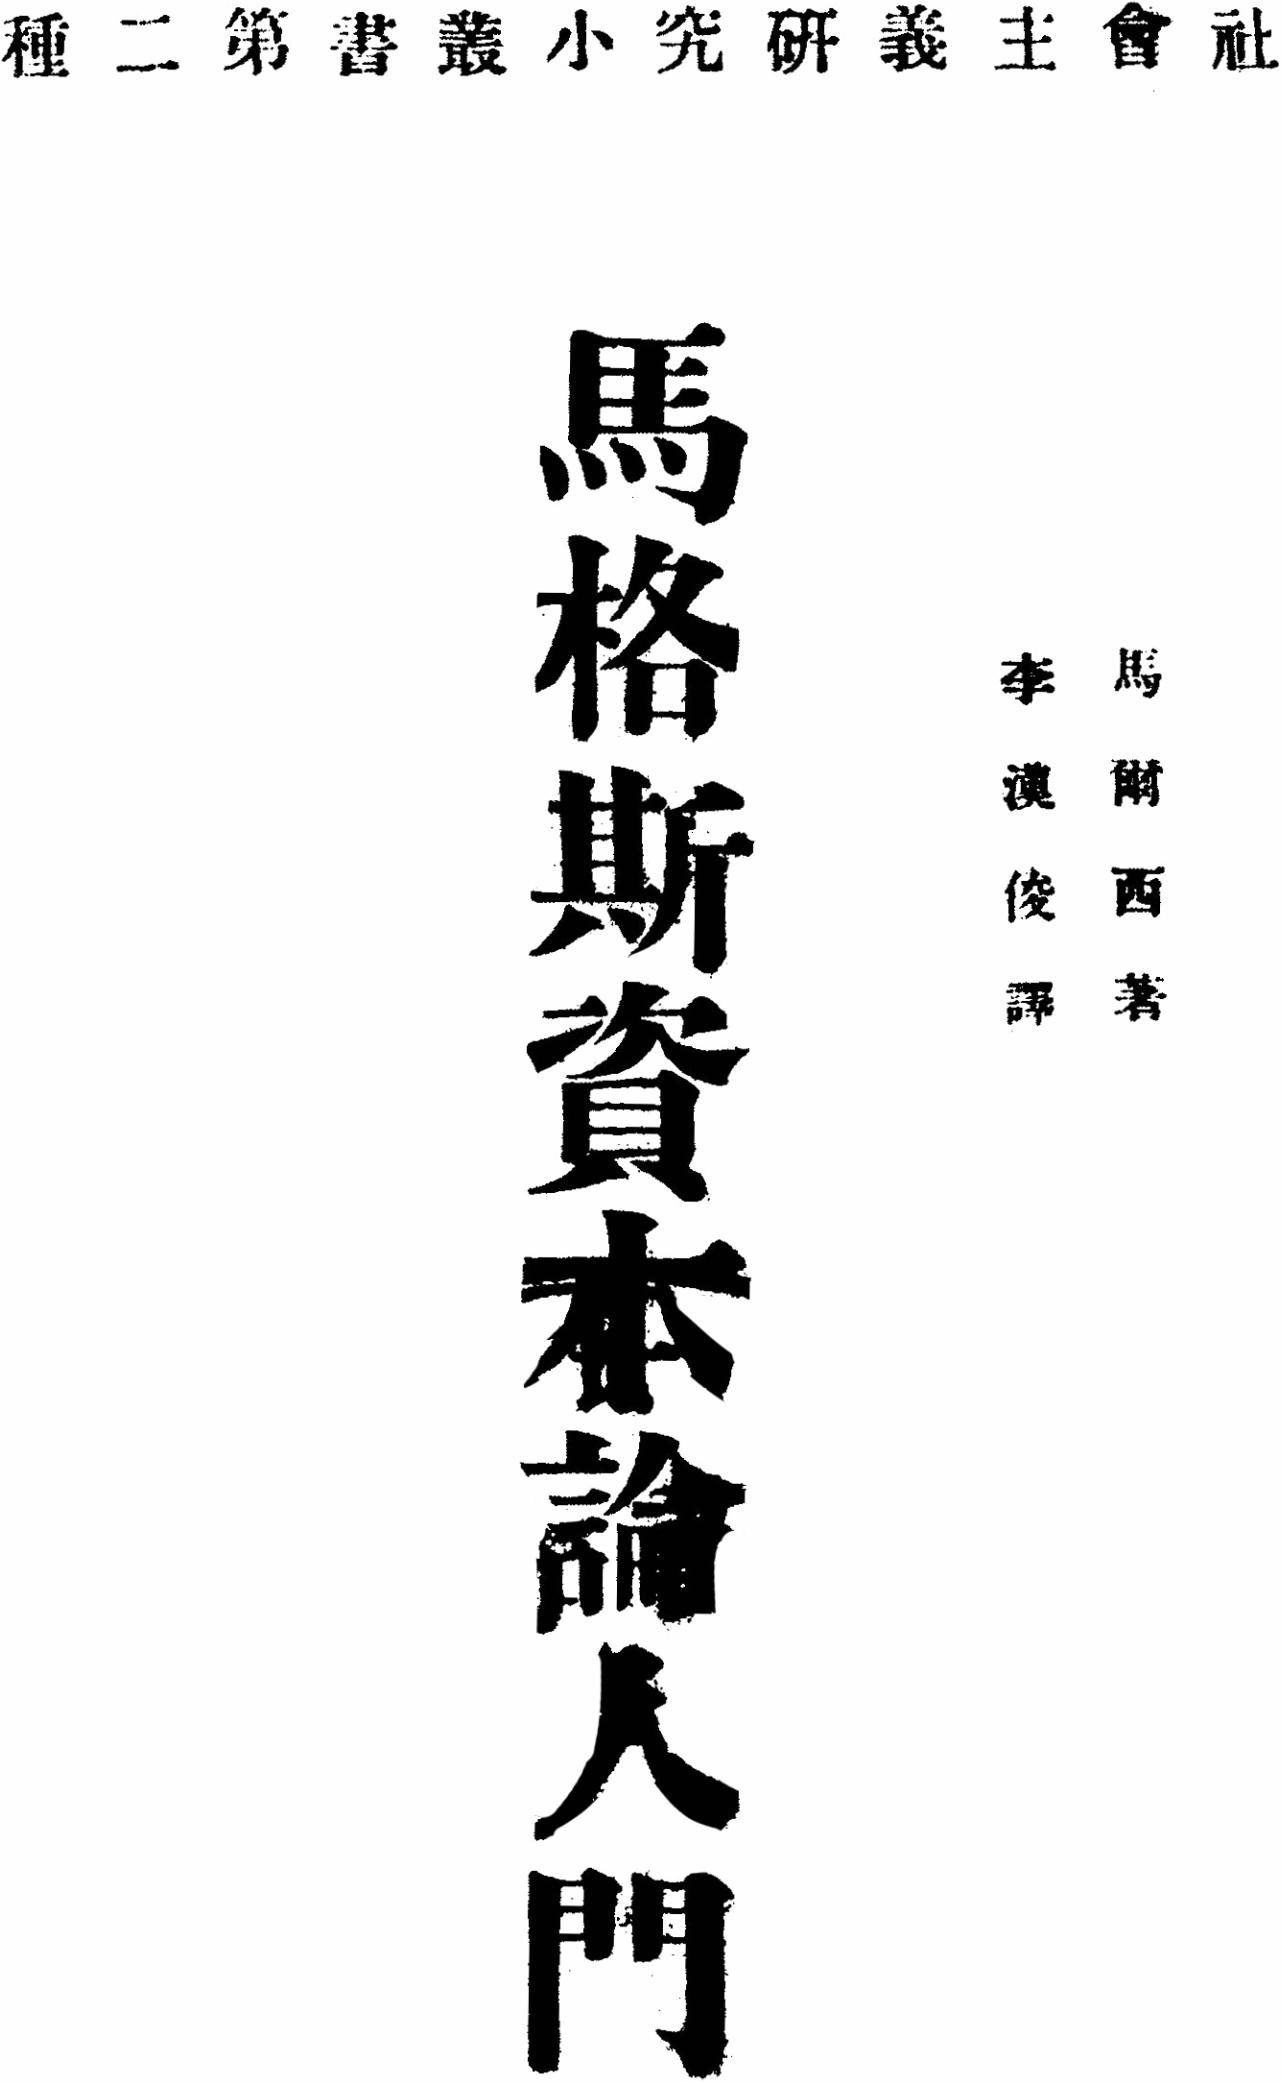 社會主義研究小叢書第二種
馬爾西著
李漢俊譯
馬格斯資本論入門